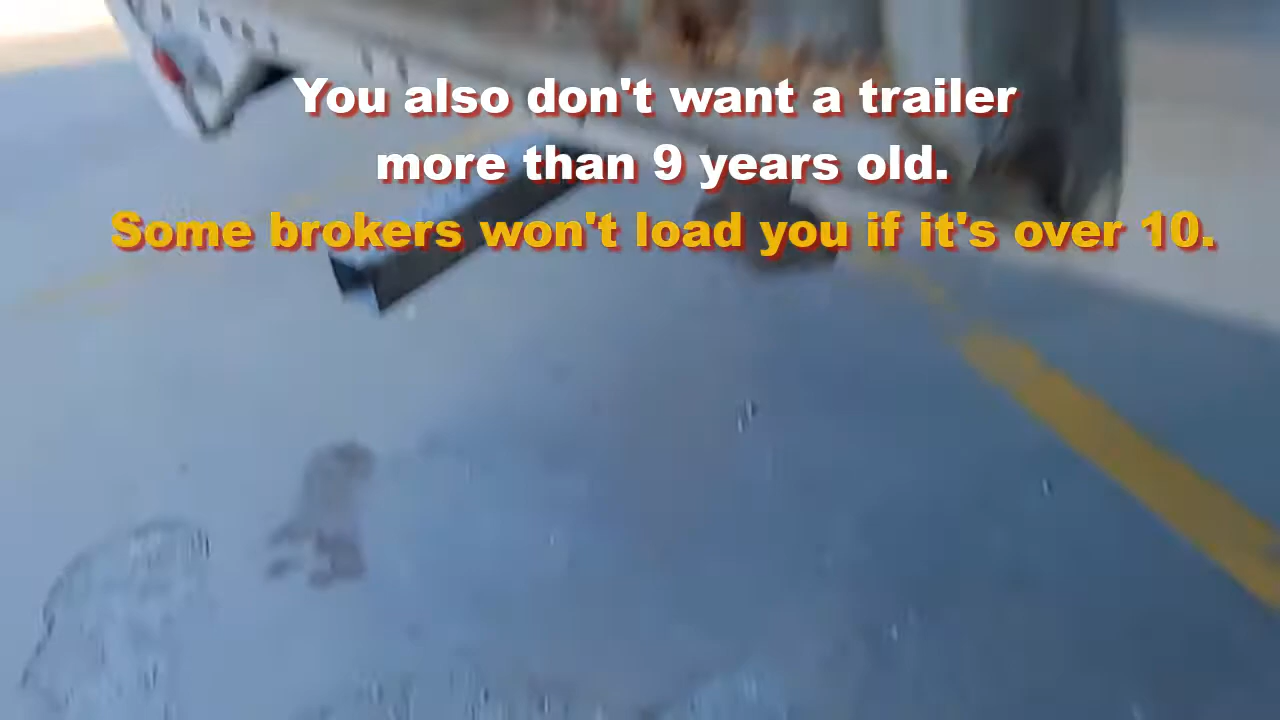 You also don't want a trailer
more than 9 years old.
Some brokers won't load you if it's over 10.